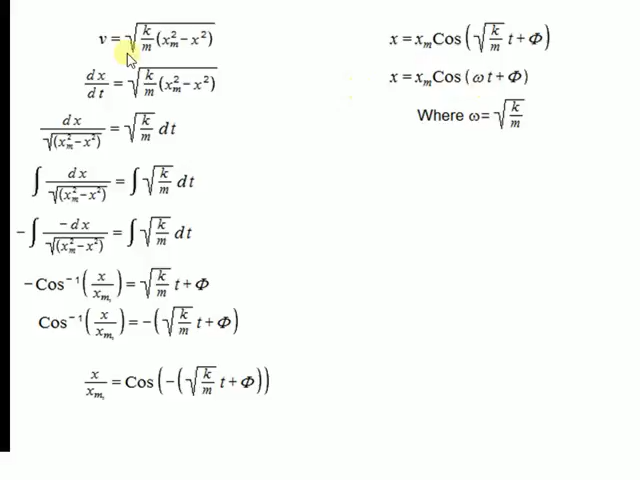 v = √(k/m (x_m² − x²))
dx/dt = √(k/m (x_m² − x²))
dx/√((x_m² − x²)) = √(k/m) dt
∫ dx/√((x_m² − x²)) = ∫ √(k/m) dt
− ∫ −dx/√((x_m² − x²)) = ∫ √(k/m) dt
−Cos⁻¹(x/x_m,) = √(k/m) t + Φ
Cos⁻¹(x/x_m,) = −(√(k/m) t + Φ)
x/x_m, = Cos(−(√(k/m) t + Φ))
x = x_m Cos(√(k/m) t + Φ)
x = x_m Cos(ω t + Φ)
Where ω = √(k/m)